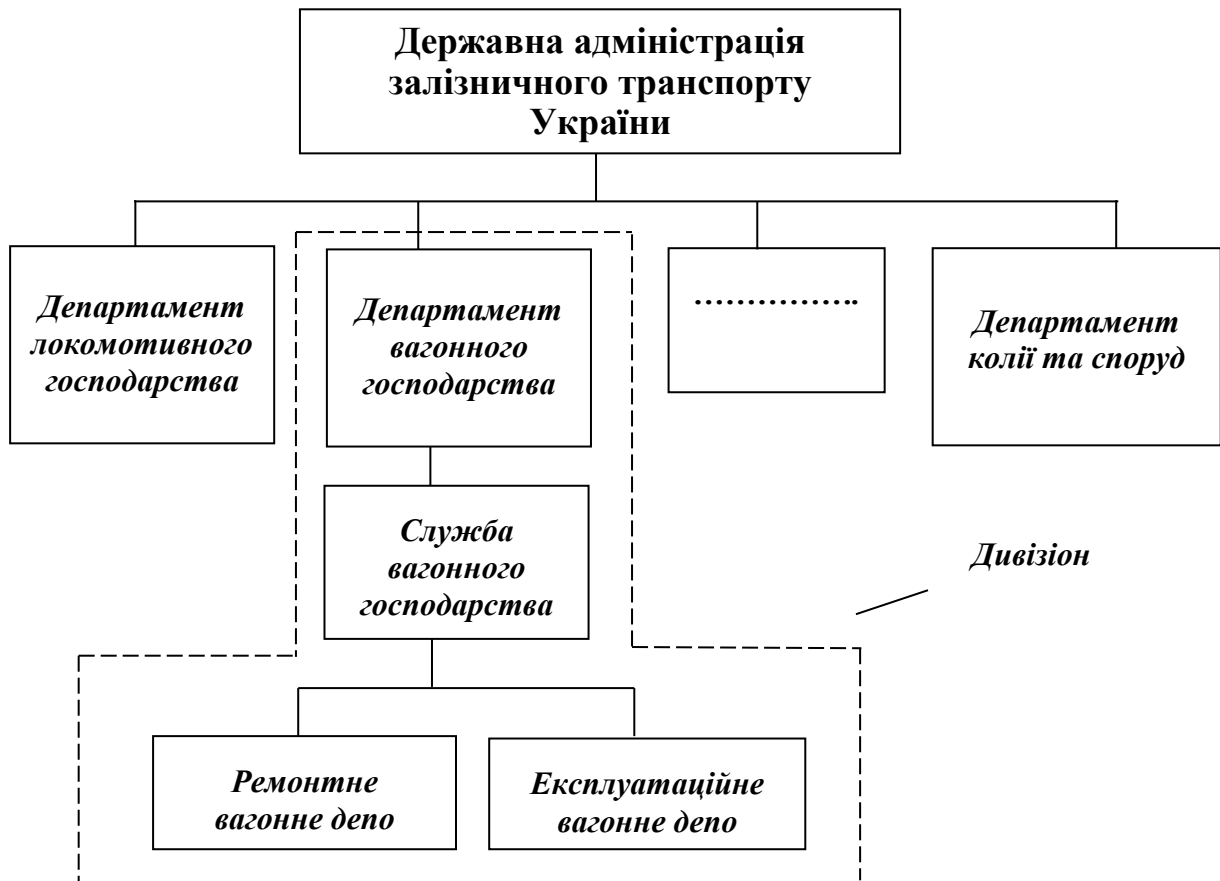 Державна адміністрація
залізничного транспорту
України
Департамент
локомотивного
господарства
Департамент
вагонного
господарства
…………….
Департамент
колії та споруд
Служба
вагонного
господарства
Дивізіон
Ремонтне
вагонне депо
Експлуатаційне
вагонне депо